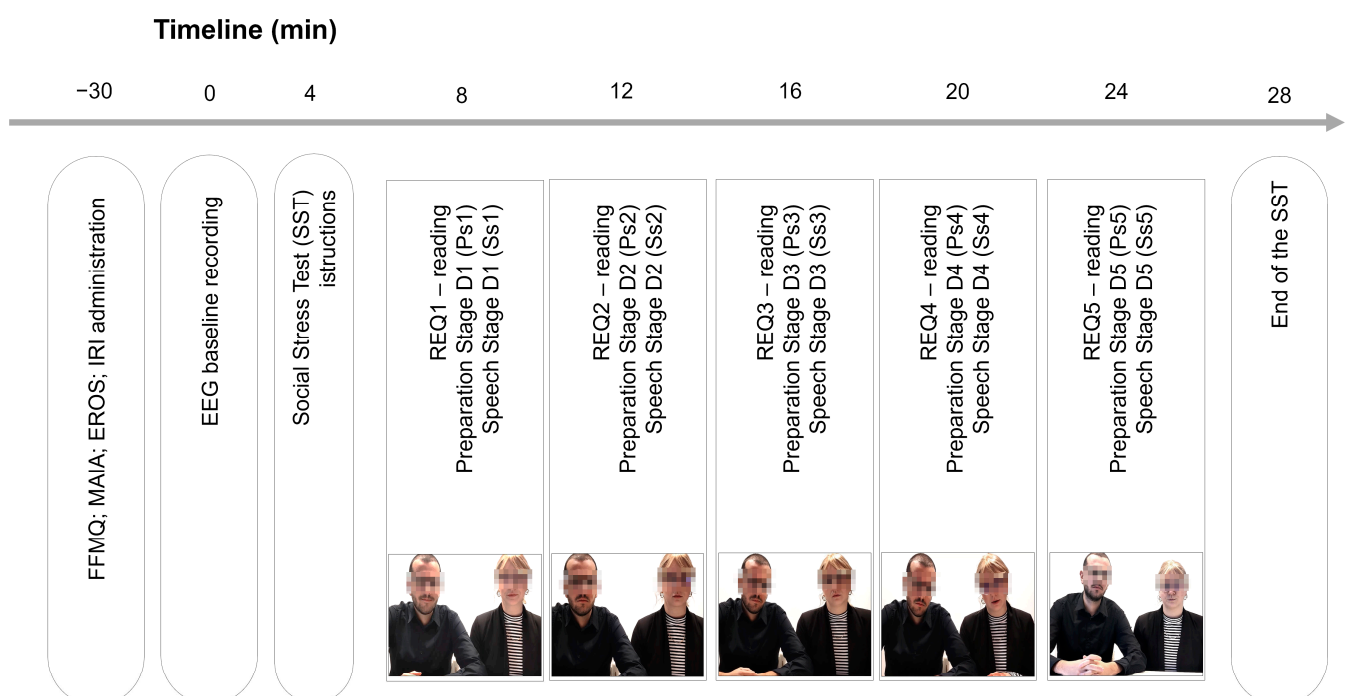 Timeline (min)
−30
0
4
8
12
16
20
24
28
FFMQ; MAIA; EROS; IRI administration
EEG baseline recording
Social Stress Test (SST)
istructions
REQ1 – reading
Preparation Stage D1 (Ps1)
Speech Stage D1 (Ss1)
REQ2 – reading
Preparation Stage D2 (Ps2)
Speech Stage D2 (Ss2)
REQ3 – reading
Preparation Stage D3 (Ps3)
Speech Stage D3 (Ss3)
REQ4 – reading
Preparation Stage D4 (Ps4)
Speech Stage D4 (Ss4)
REQ5 – reading
Preparation Stage D5 (Ps5)
Speech Stage D5 (Ss5)
End of the SST